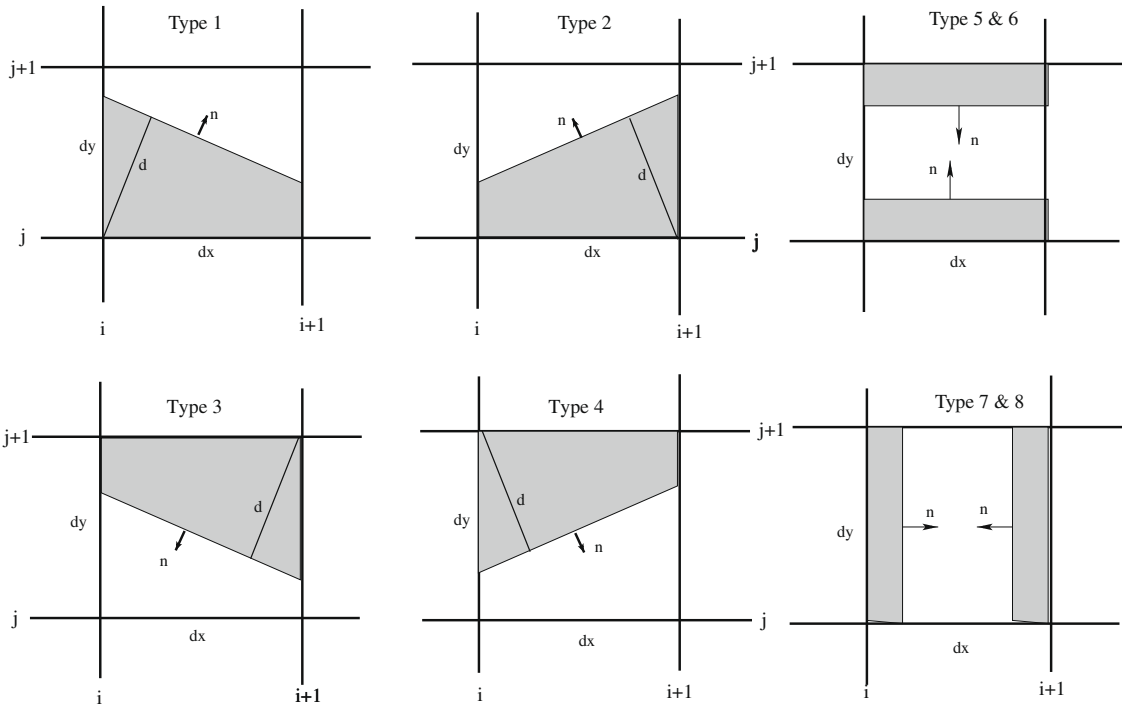 Type 1
j+1
n
dy
d
j
dx
i
i+1
Type 2
n
dy
d
dx
i
i+1
Type 5 & 6
j+1
n
dy
n
j
dx
Type 3
j+1
d
dy
n
j
dx
i
i+1
Type 4
d
dy
n
dx
i
i+1
Type 7 & 8
j+1
n
n
dy
j
dx
i
i+1